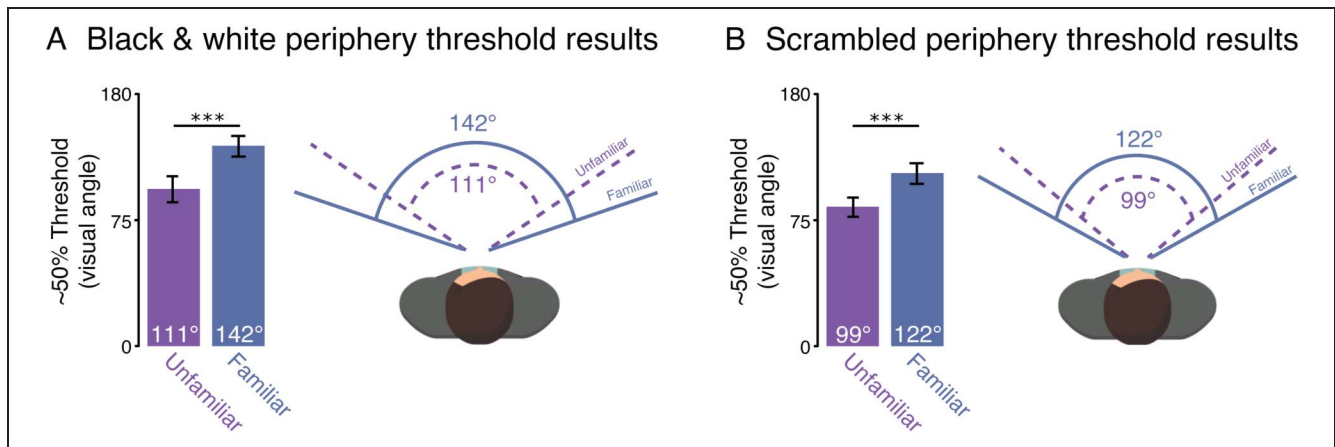 A Black & white periphery threshold results
~50% Threshold
(visual angle)
180
75
0
***
111°
142°
Unfamiliar
Familiar
142°
111°
Unfamiliar
Familiar
B Scrambled periphery threshold results
~50% Threshold
(visual angle)
180
75
0
***
99°
122°
Unfamiliar
Familiar
122°
99°
Unfamiliar
Familiar